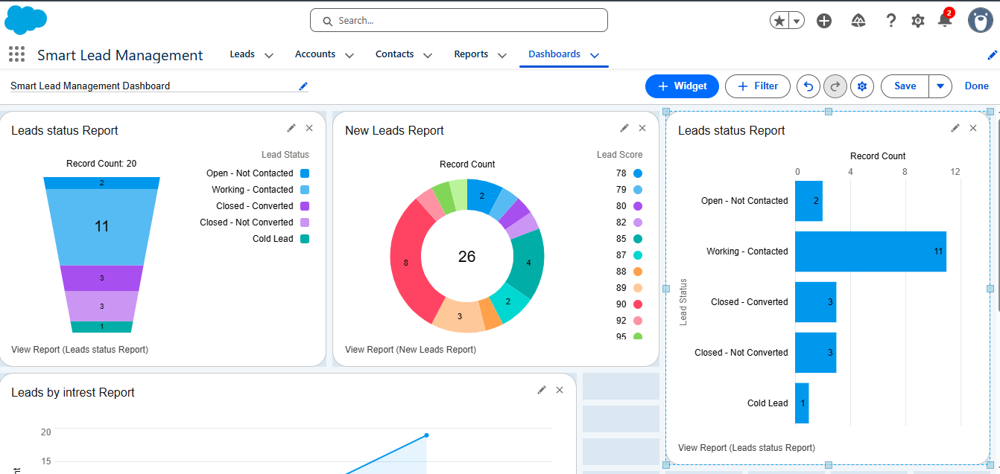 Search...
2
Smart Lead Management
Leads
Accounts
Contacts
Reports
Dashboards
Smart Lead Management Dashboard
+ Widget
+ Filter
Save
Done
Leads status Report
Record Count: 20
Lead Status
Open - Not Contacted
Working - Contacted
Closed - Converted
Closed - Not Converted
Cold Lead
2
11
3
3
1
View Report (Leads status Report)
New Leads Report
Record Count
Lead Score
78
79
80
82
85
87
88
89
90
92
95
2
4
2
3
8
26
View Report (New Leads Report)
Leads status Report
Record Count
0 4 8 12
Lead Status
Open - Not Contacted 2
Working - Contacted 11
Closed - Converted 3
Closed - Not Converted 3
Cold Lead 1
View Report (Leads status Report)
Leads by intrest Report
20
15